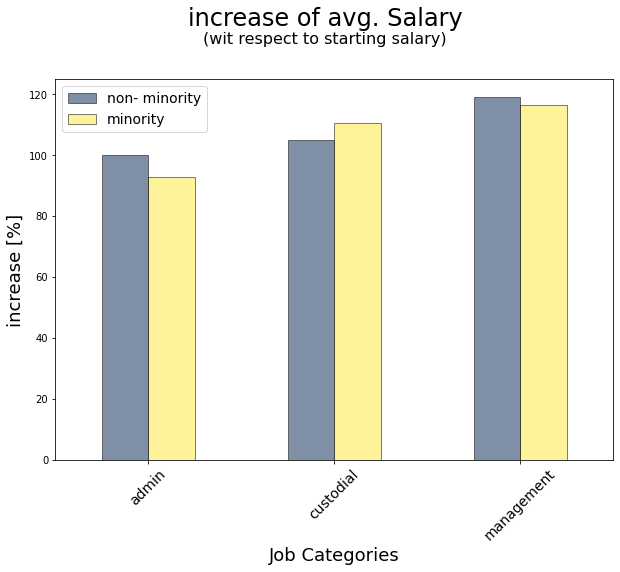 increase of avg. Salary
(wit respect to starting salary)
non- minority
minority
increase [%]
120
100
80
60
40
20
0
admin
custodial
management
Job Categories